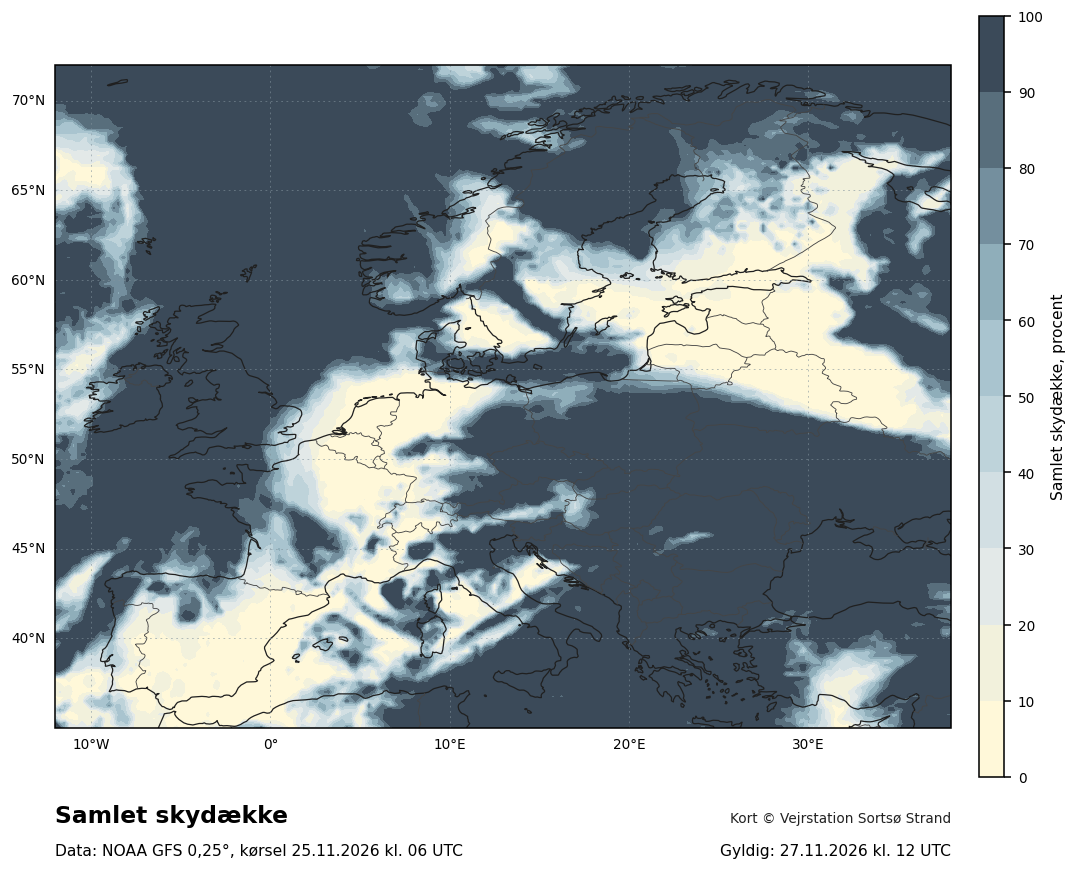 100
90
80
70
60
50
40
30
20
10
0
Samlet skydække, procent
70°N
65°N
60°N
55°N
50°N
45°N
40°N
10°W
0°
10°E
20°E
30°E
Samlet skydække
Kort © Vejrstation Sortsø Strand
Data: NOAA GFS 0,25°, kørsel 25.11.2026 kl. 06 UTC
Gyldig: 27.11.2026 kl. 12 UTC